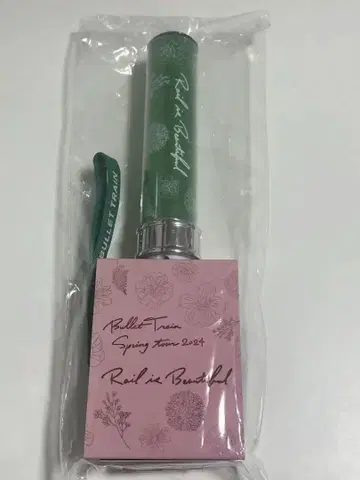 Rail is Beautiful
BULLET TRAIN
Bullet Train
Spring tour 2024
Rail is Beautiful